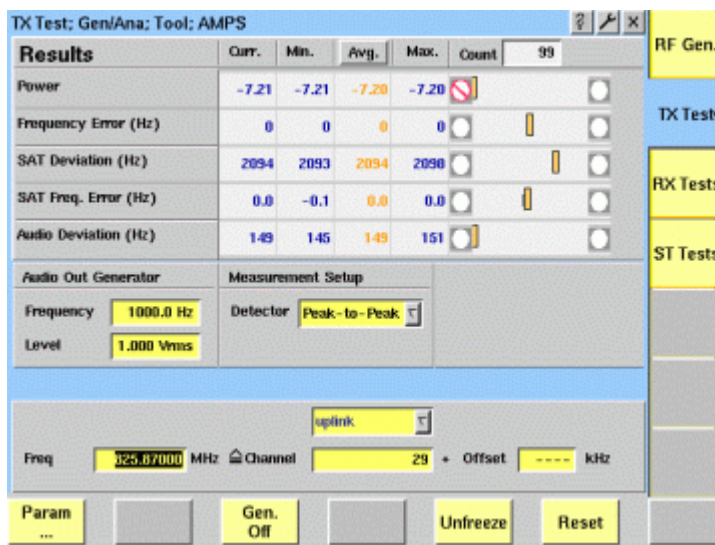 TX Test; Gen/Ana; Tool; AMPS ? ×
Results Curr. Min. Avg. Max. Count 99
Power -7.21 -7.21 -7.20 -7.20
Frequency Error (Hz) 0 0 0 0
SAT Deviation (Hz) 2094 2093 2094 2098
SAT Freq. Error (Hz) 0.0 -0.1 0.0 0.0
Audio Deviation (Hz) 149 145 149 151
Audio Out Generator
Frequency 1000.0 Hz
Level 1.000 Vrms
Measurement Setup
Detector Peak-to-Peak
uplink
Freq 825.87000 MHz ≙ Channel 29 + Offset ---- kHz
RF Gen.
TX Tests
RX Tests
ST Tests
Param ...
Gen. Off
Unfreeze
Reset